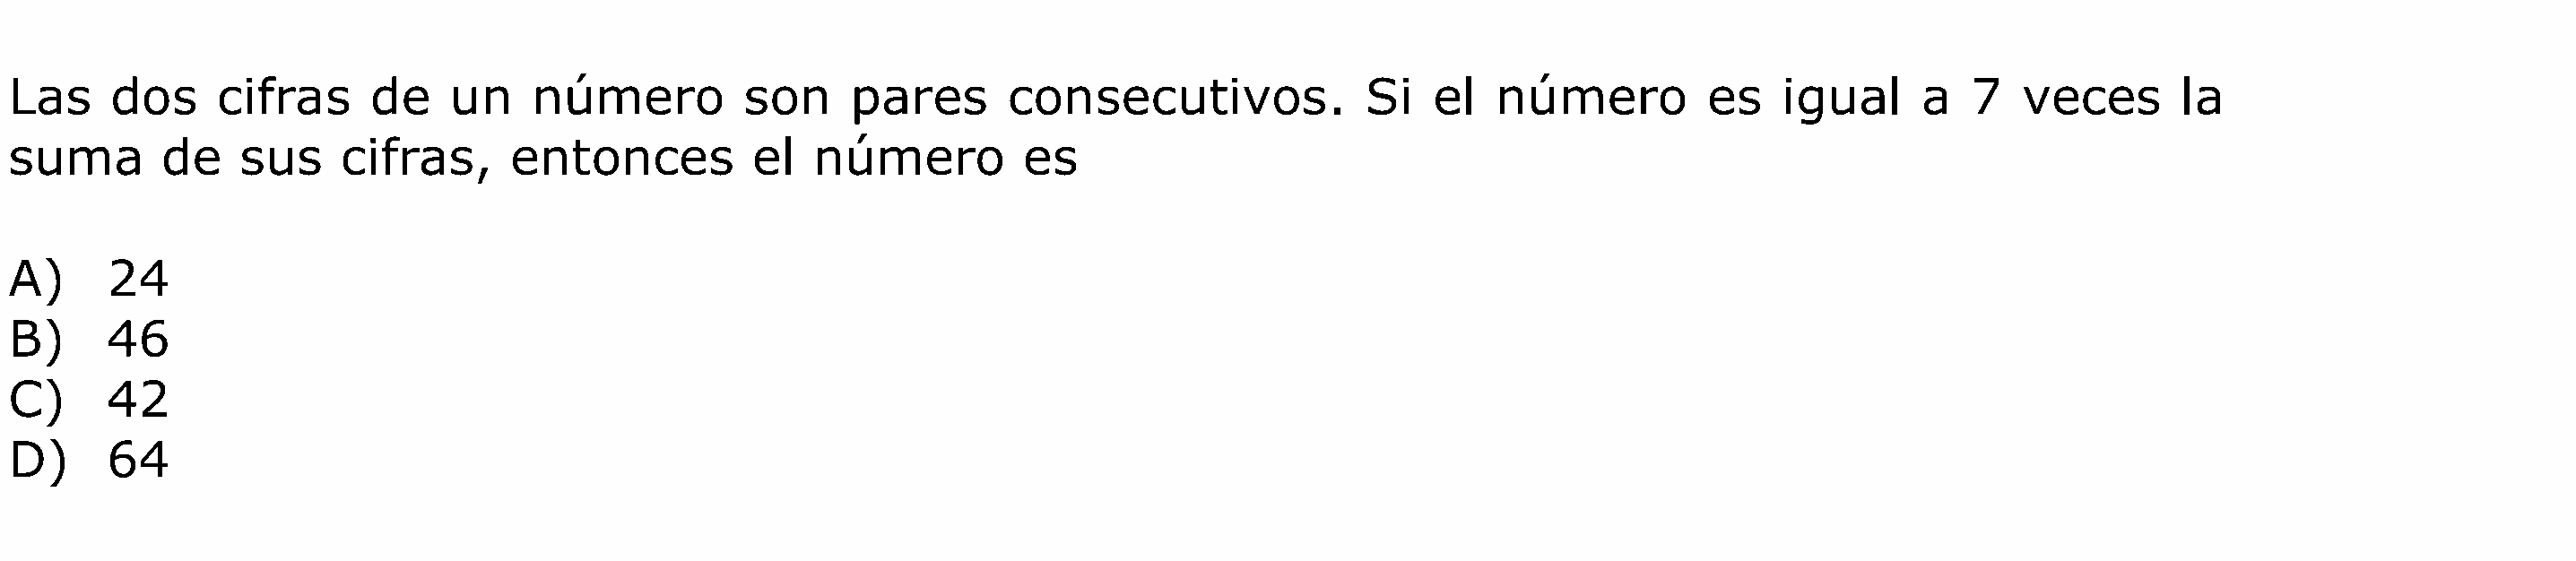 Las dos cifras de un número son pares consecutivos. Si el número es igual a 7 veces la
suma de sus cifras, entonces el número es
A) 24
B) 46
C) 42
D) 64